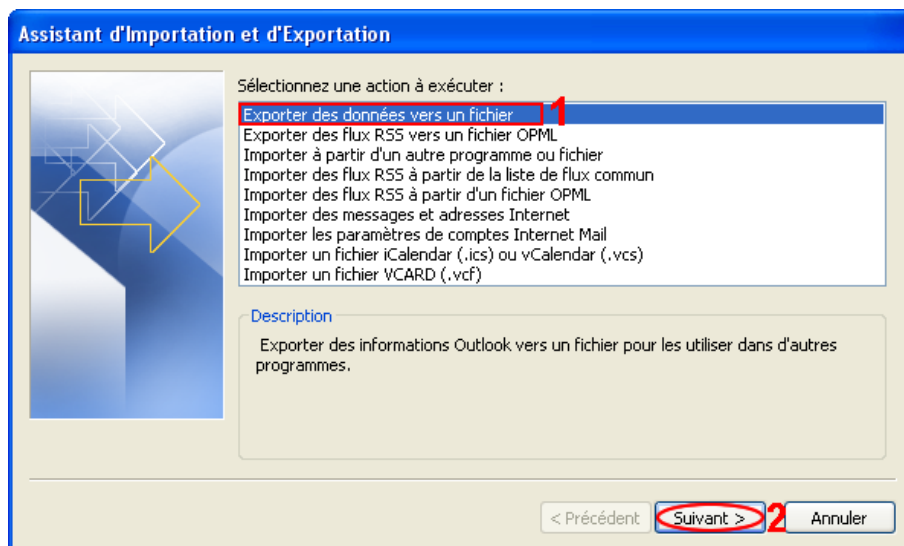 Assistant d'Importation et d'Exportation
Sélectionnez une action à exécuter :
Exporter des données vers un fichier 1
Exporter des flux RSS vers un fichier OPML
Importer à partir d'un autre programme ou fichier
Importer des flux RSS à partir de la liste de flux commun
Importer des flux RSS à partir d'un fichier OPML
Importer des messages et adresses Internet
Importer les paramètres de comptes Internet Mail
Importer un fichier iCalendar (.ics) ou vCalendar (.vcs)
Importer un fichier VCARD (.vcf)
Description
Exporter des informations Outlook vers un fichier pour les utiliser dans d'autres
programmes.
< Précédent Suivant > 2 Annuler